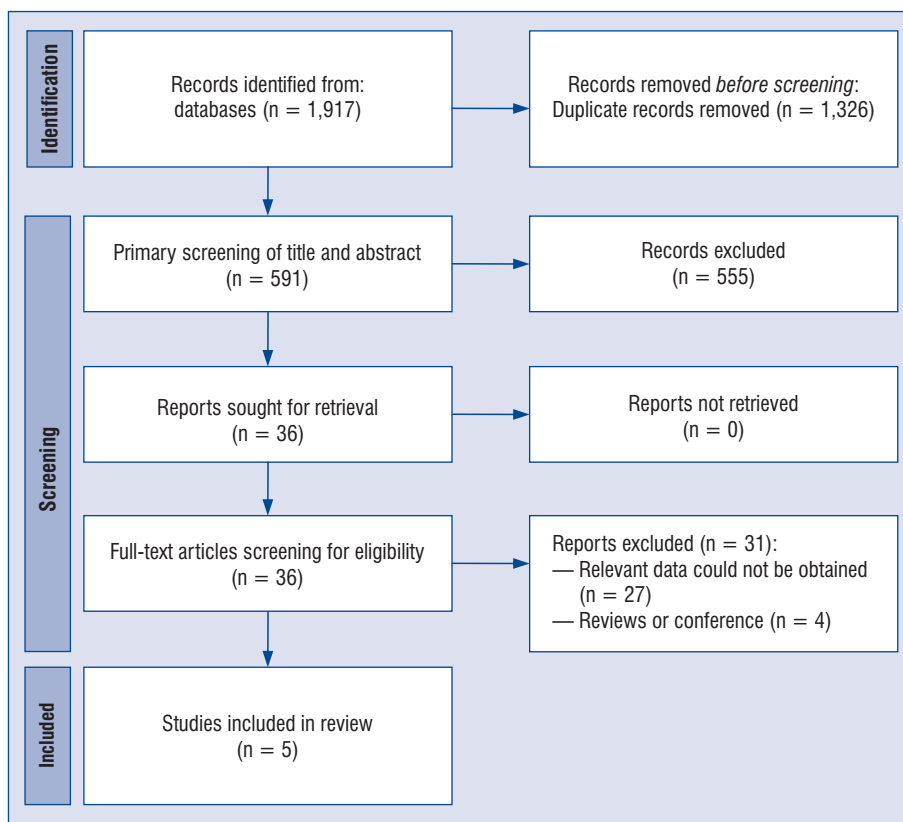 Identification
Records identified from:
databases (n = 1,917)
Records removed before screening:
Duplicate records removed (n = 1,326)
Screening
Primary screening of title and abstract
(n = 591)
Records excluded
(n = 555)
Reports sought for retrieval
(n = 36)
Reports not retrieved
(n = 0)
Full-text articles screening for eligibility
(n = 36)
Reports excluded (n = 31):
— Relevant data could not be obtained
(n = 27)
— Reviews or conference (n = 4)
Included
Studies included in review
(n = 5)